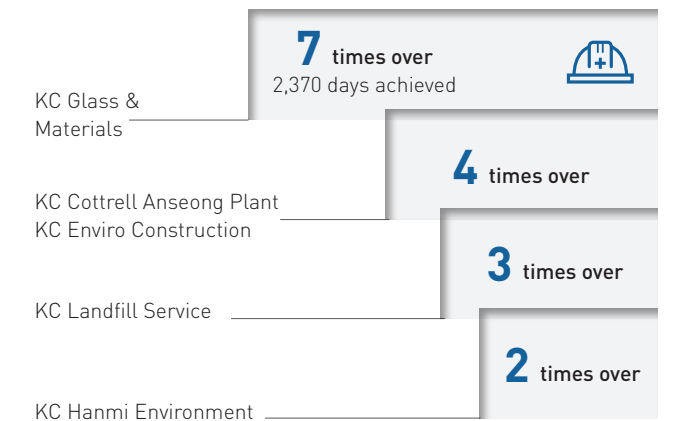 7 times over
2,370 days achieved
KC Glass &
Materials
4 times over
KC Cottrell Anseong Plant
KC Enviro Construction
3 times over
KC Landfill Service
2 times over
KC Hanmi Environment